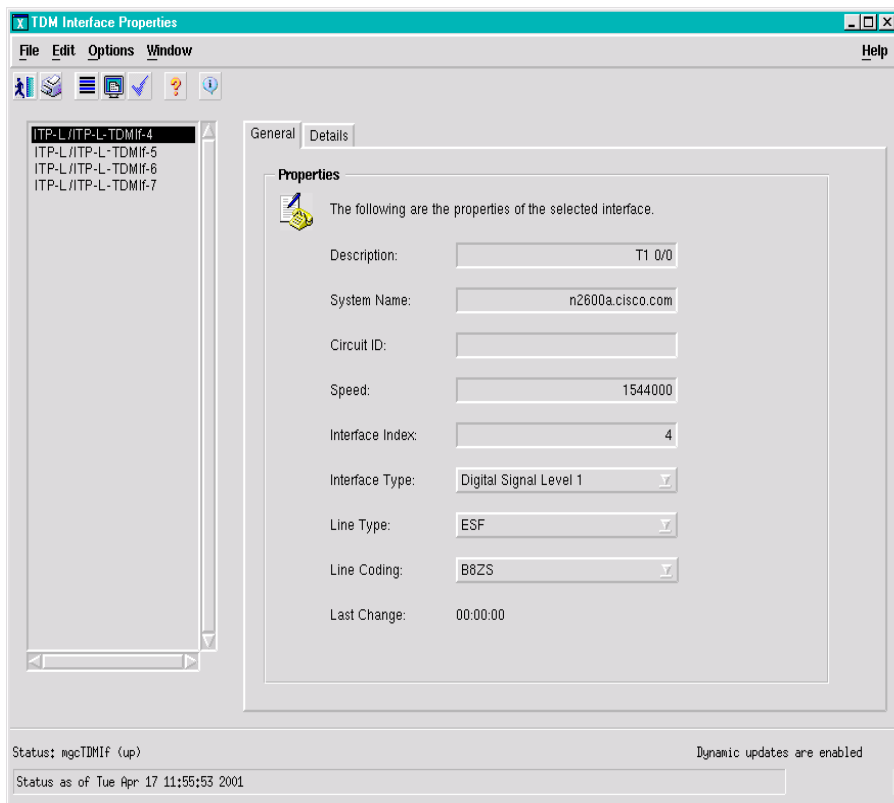 TDM Interface Properties
File Edit Options Window Help
ITP-L/ITP-L-TDMIf-4
ITP-L/ITP-L-TDMIf-5
ITP-L/ITP-L-TDMIf-6
ITP-L/ITP-L-TDMIf-7
General Details
Properties
The following are the properties of the selected interface.
Description: T1 0/0
System Name: n2600a.cisco.com
Circuit ID:
Speed: 1544000
Interface Index: 4
Interface Type: Digital Signal Level 1
Line Type: ESF
Line Coding: B8ZS
Last Change: 00:00:00
Status: mgcTDMIf (up) Dynamic updates are enabled
Status as of Tue Apr 17 11:55:53 2001